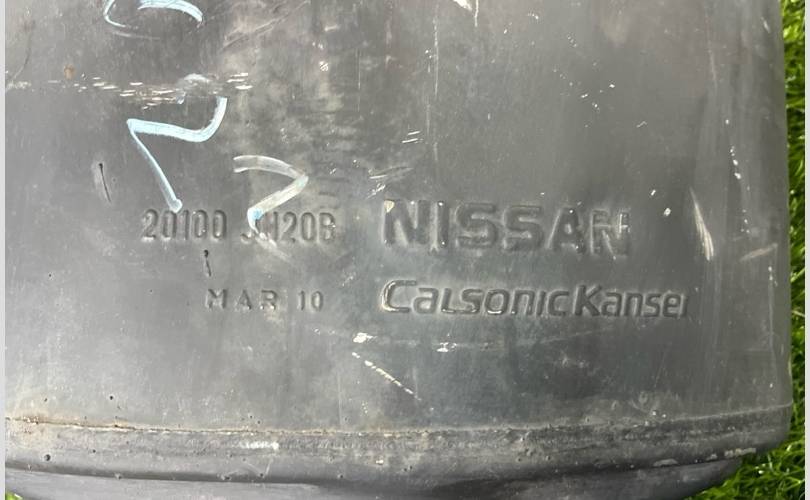 20100 JN20B NISSAN
MAR 10 CalsonicKansei